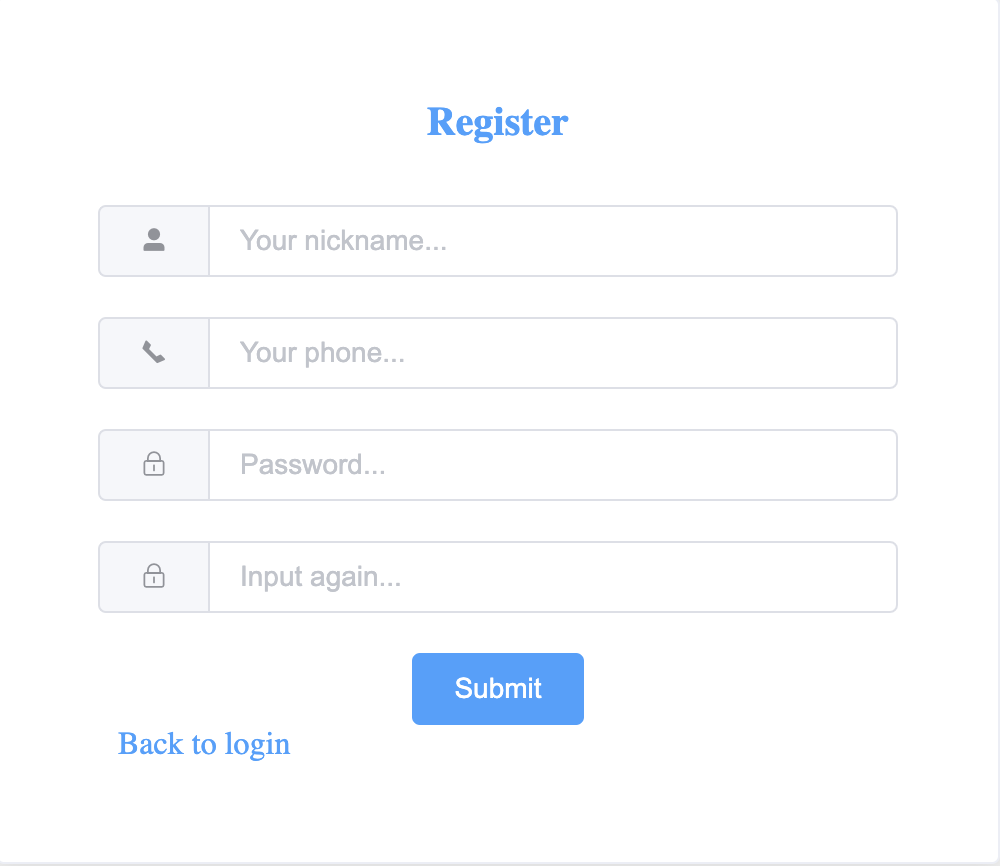 Register
Your nickname...
Your phone...
Password...
Input again...
Submit
Back to login